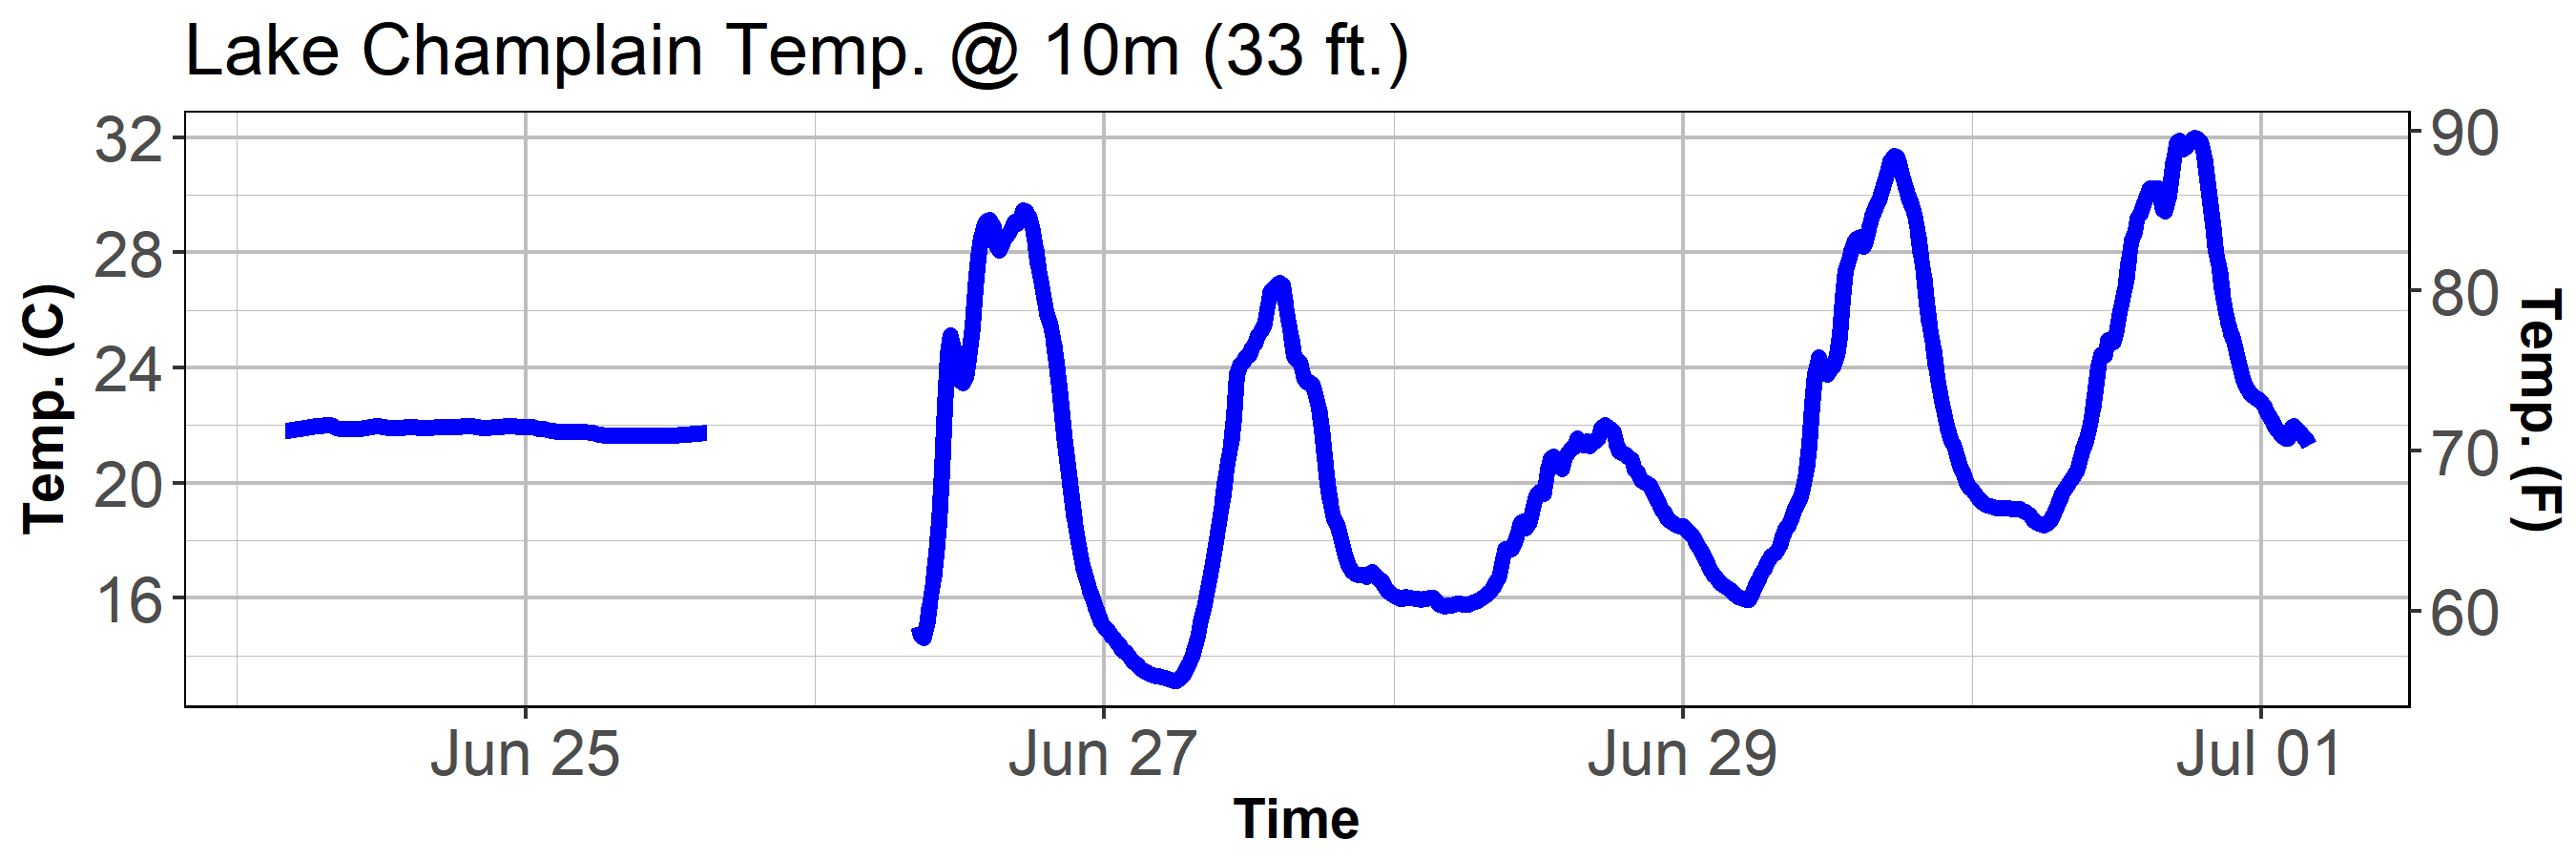 Lake Champlain Temp. @ 10m (33 ft.)
32
28
24
20
16
Temp. (C)
90
80
70
60
Temp. (F)
Jun 25
Jun 27
Jun 29
Jul 01
Time